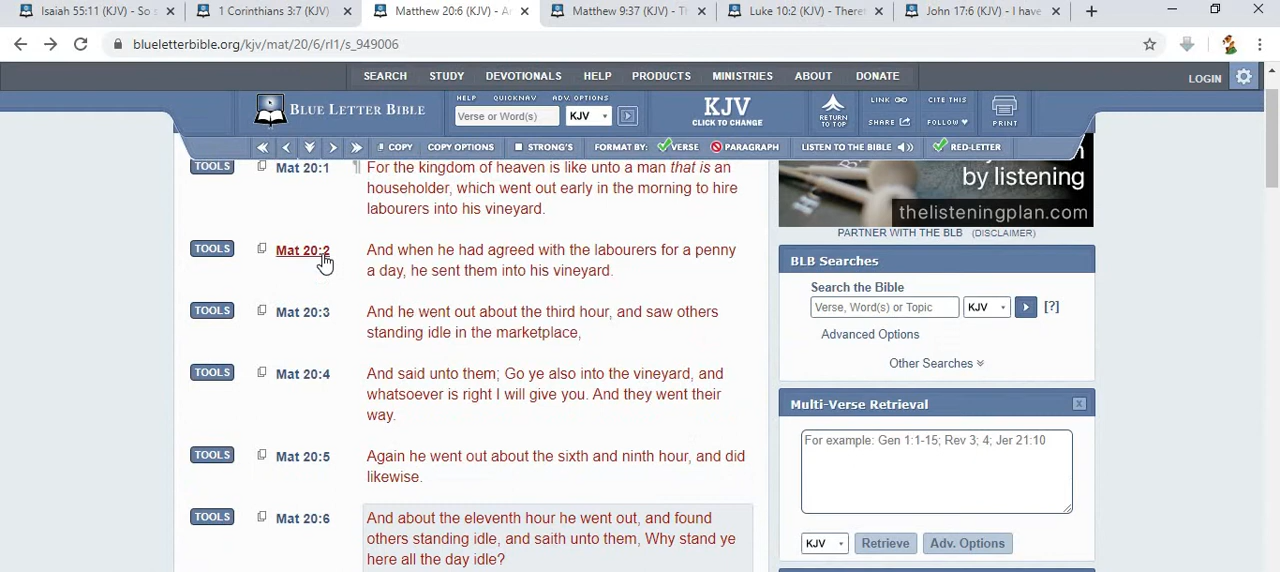 Isaiah 55:11 (KJV) - So s
1 Corinthians 3:7 (KJV)
Matthew 20:6 (KJV) - A
Matthew 9:37 (KJV) - Th
Luke 10:2 (KJV) - Theref
John 17:6 (KJV) - I have
blueletterbible.org/kjv/mat/20/6/rl1/s_949006
SEARCH STUDY DEVOTIONALS HELP PRODUCTS MINISTRIES ABOUT DONATE LOGIN
BLUE LETTER BIBLE
HELP QUICKNAV ADV. OPTIONS
Verse or Word(s) KJV
KJV
CLICK TO CHANGE
RETURN
TO TOP
LINK CITE THIS
SHARE FOLLOW
PRINT
COPY COPY OPTIONS STRONG'S FORMAT BY: VERSE PARAGRAPH LISTEN TO THE BIBLE RED-LETTER
TOOLS Mat 20:1 ¶ For the kingdom of heaven is like unto a man that is an
householder, which went out early in the morning to hire
labourers into his vineyard.
TOOLS Mat 20:2 And when he had agreed with the labourers for a penny
a day, he sent them into his vineyard.
TOOLS Mat 20:3 And he went out about the third hour, and saw others
standing idle in the marketplace,
TOOLS Mat 20:4 And said unto them; Go ye also into the vineyard, and
whatsoever is right I will give you. And they went their
way.
TOOLS Mat 20:5 Again he went out about the sixth and ninth hour, and did
likewise.
TOOLS Mat 20:6 And about the eleventh hour he went out, and found
others standing idle, and saith unto them, Why stand ye
here all the day idle?
by listening
thelisteningplan.com
PARTNER WITH THE BLB (DISCLAIMER)
BLB Searches
Search the Bible
Verse, Word(s) or Topic KJV [?]
Advanced Options
Other Searches
Multi-Verse Retrieval x
For example: Gen 1:1-15; Rev 3; 4; Jer 21:10
KJV Retrieve Adv. Options